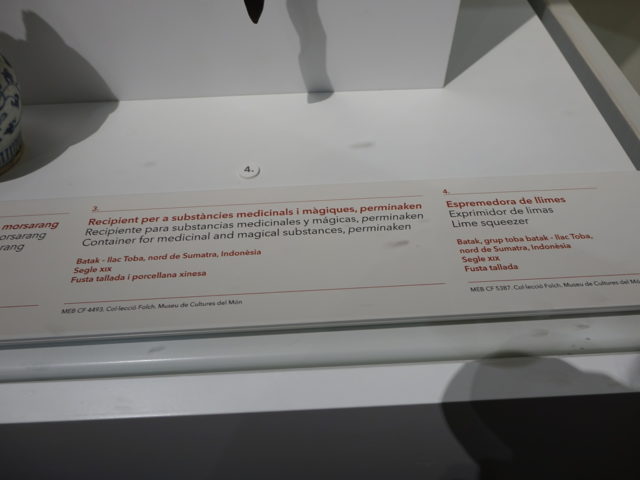 4.
morsarang
orsarang
rang
3.
Recipient per a substàncies medicinals i màgiques, perminaken
Recipiente para substancias medicinales y mágicas, perminaken
Container for medicinal and magical substances, perminaken
Batak - llac Toba, nord de Sumatra, Indonèsia
Segle XIX
Fusta tallada i porcellana xinesa
MEB CF 4493. Col·lecció Folch. Museu de Cultures del Món
4.
Espremedora de llimes
Exprimidor de limas
Lime squeezer
Batak, grup toba batak - llac Toba,
nord de Sumatra, Indonèsia
Segle XIX
Fusta tallada
MEB CF 5387. Col·lecció Folch. Museu de Cultures del Món